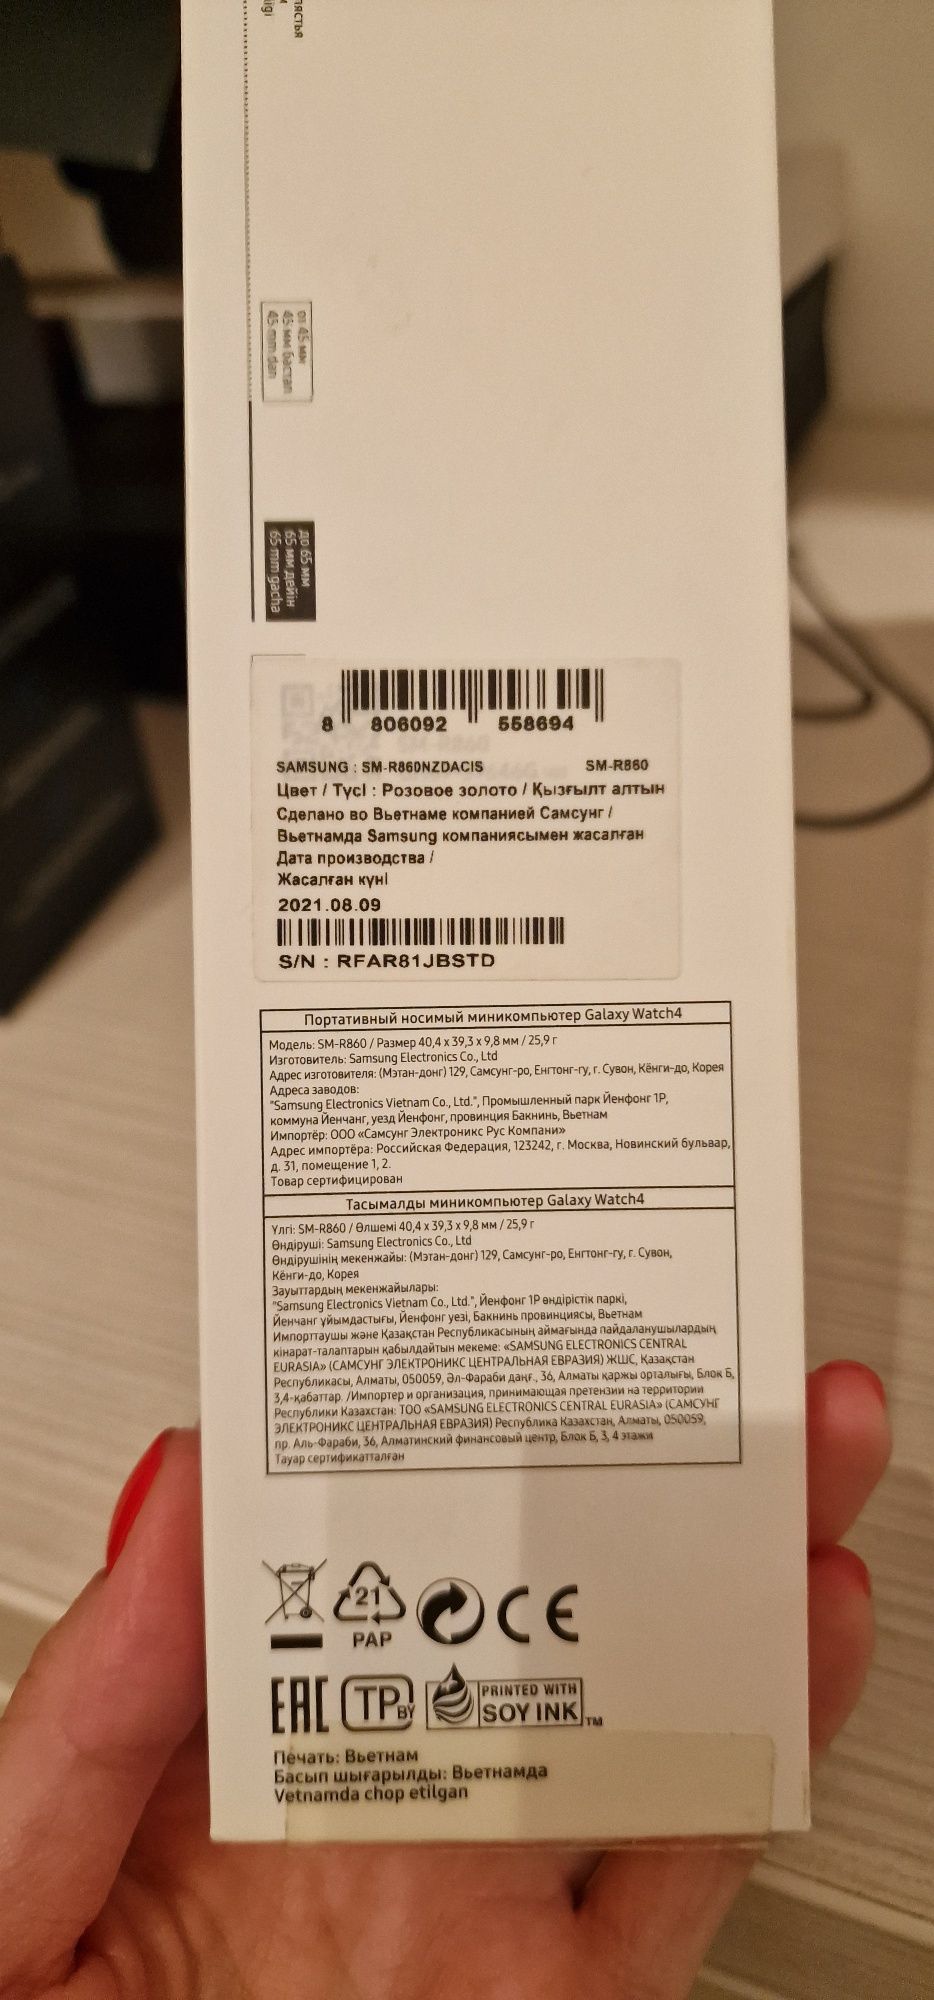 от 45 мм
45 мм бастап
45 mm dan
до 65 мм
65 мм дейін
65 mm gacha
8 806092 558694
SAMSUNG : SM-R860NZDACIS SM-R860
Цвет / Түсі : Розовое золото / Қызғылт алтын
Сделано во Вьетнаме компанией Самсунг /
Вьетнамда Samsung компаниясымен жасалған
Дата производства /
Жасалған күні
2021.08.09
S/N : RFAR81JBSTD
Портативный носимый миникомпьютер Galaxy Watch4
Модель: SM-R860 / Размер 40,4 x 39,3 x 9,8 мм / 25,9 г
Изготовитель: Samsung Electronics Co., Ltd
Адрес изготовителя: (Мэтан-донг) 129, Самсунг-ро, Енгтонг-гу, г. Сувон, Кёнги-до, Корея
Адреса заводов:
"Samsung Electronics Vietnam Co., Ltd.", Промышленный парк Йенфонг 1Р,
коммуна Йенчанг, уезд Йенфонг, провинция Бакнинь, Вьетнам
Импортёр: ООО «Самсунг Электроникс Рус Компани»
Адрес импортёра: Российская Федерация, 123242, г. Москва, Новинский бульвар,
д. 31, помещение 1, 2.
Товар сертифицирован
Тасымалды миникомпьютер Galaxy Watch4
Үлгі: SM-R860 / Өлшемі 40,4 x 39,3 x 9,8 мм / 25,9 г
Өндіруші: Samsung Electronics Co., Ltd
Өндірушінің мекенжайы: (Мэтан-донг) 129, Самсунг-ро, Енгтонг-гу, г. Сувон,
Кёнги-до, Корея
Зауыттардың мекенжайылары:
"Samsung Electronics Vietnam Co., Ltd.", Йенфонг 1Р өндірістік паркі,
Йенчанг ұйымдастығы, Йенфонг уезі, Бакнинь провинциясы, Вьетнам
Импорттаушы және Қазақстан Республикасының аймағында пайдаланушылардың
кінарат-талаптарын қабылдайтын мекеме: «SAMSUNG ELECTRONICS CENTRAL
EURASIA» (САМСУНГ ЭЛЕКТРОНИКС ЦЕНТРАЛЬНАЯ ЕВРАЗИЯ) ЖШС, Қазақстан
Республикасы, Алматы, 050059, Әл-Фараби даңғ., 36, Алматы қаржы орталығы, Блок Б,
3,4-қабаттар. /Импортер и организация, принимающая претензии на территории
Республики Казахстан: ТОО «SAMSUNG ELECTRONICS CENTRAL EURASIA» (САМСУНГ
ЭЛЕКТРОНИКС ЦЕНТРАЛЬНАЯ ЕВРАЗИЯ) Республика Казахстан, Алматы, 050059,
пр. Аль-Фараби, 36, Алматинский финансовый центр, Блок Б, 3, 4 этажи
Тауар сертификатталған
21
PAP
CE
EAC TP BY PRINTED WITH
SOY INK TM
Печать: Вьетнам
Басып шығарылды: Вьетнамда
Vetnamda chop etilgan